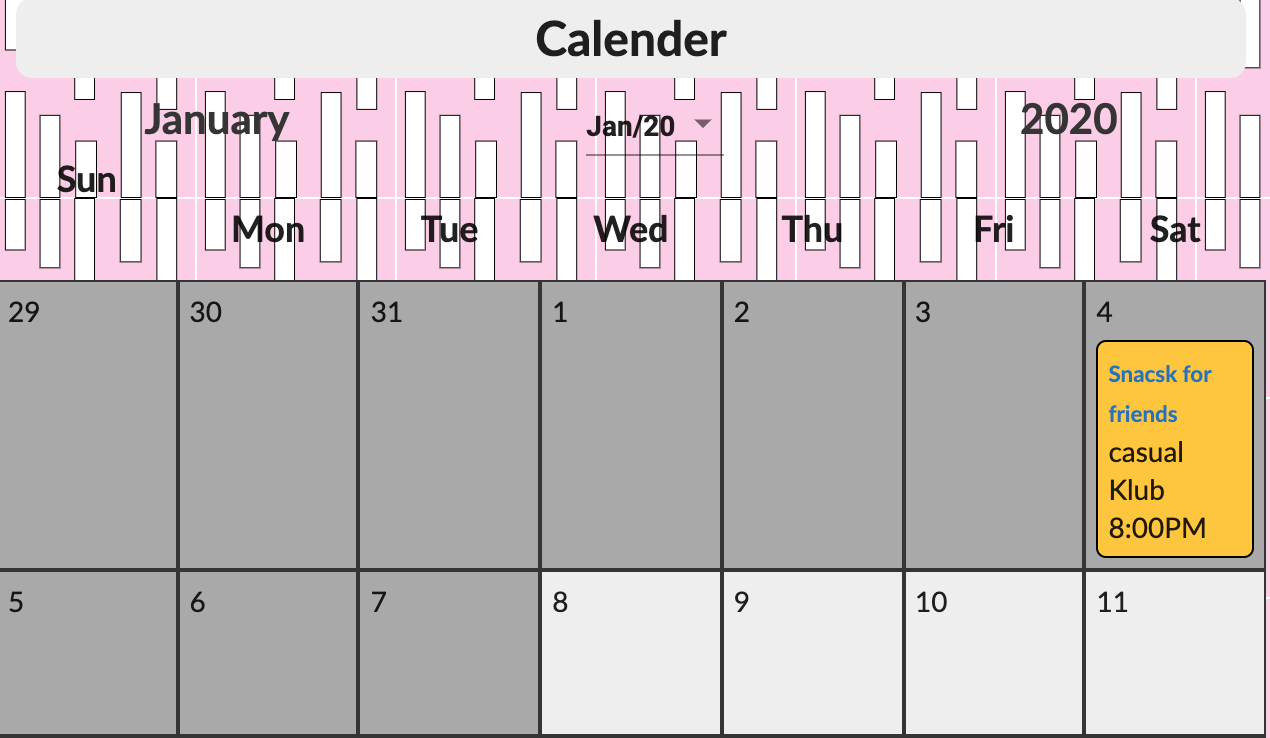 Calender
January Jan/20 2020
Sun Mon Tue Wed Thu Fri Sat
29 30 31 1 2 3 4
Snacsk for
friends
casual
Klub
8:00PM
5 6 7 8 9 10 11